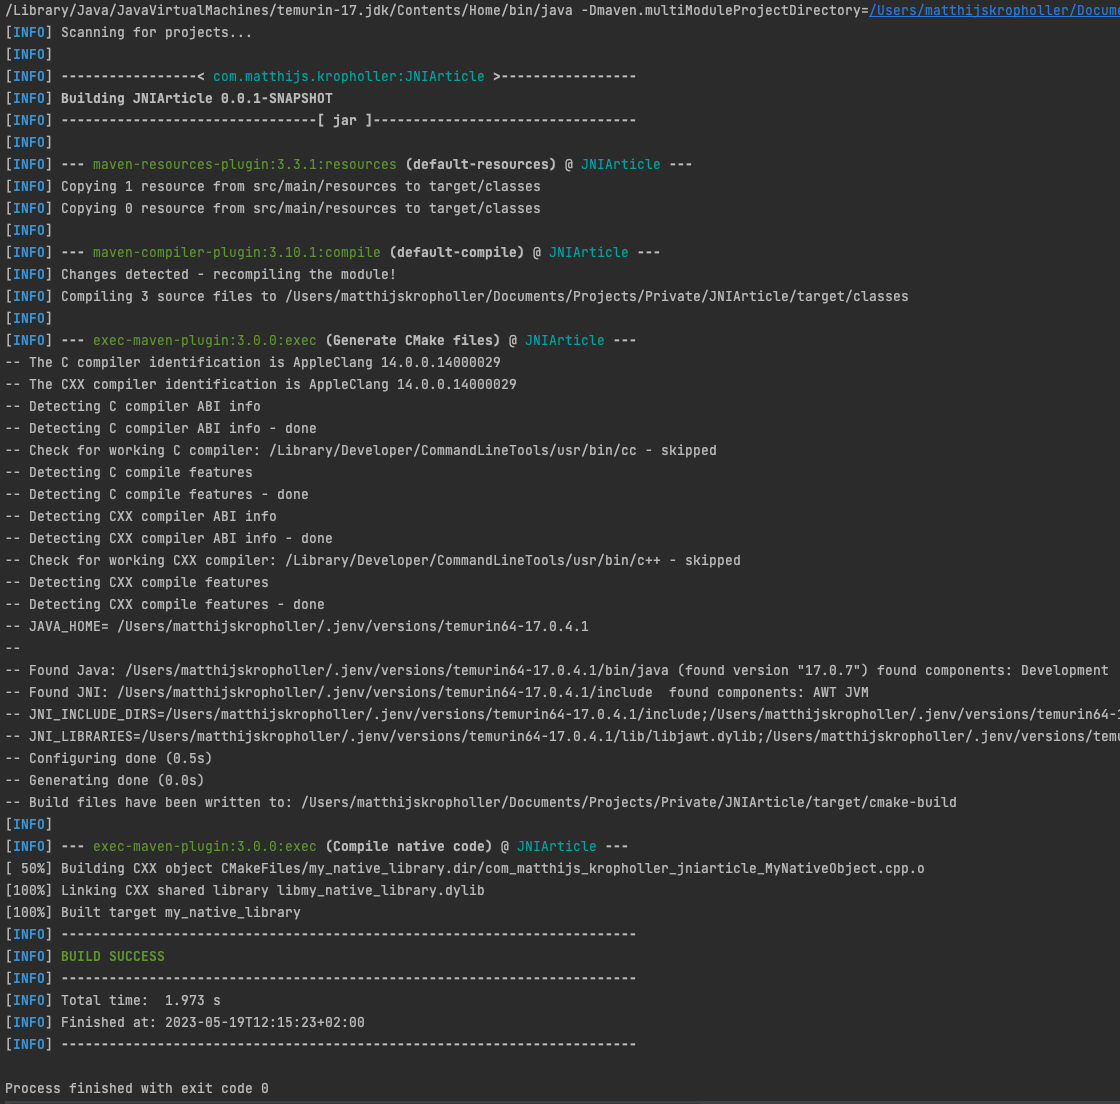 /Library/Java/JavaVirtualMachines/temurin-17.jdk/Contents/Home/bin/java -Dmaven.multiModuleProjectDirectory=/Users/matthijskropholler/Docume
[INFO] Scanning for projects...
[INFO]
[INFO] -----------------< com.matthijs.kropholler:JNIArticle >-----------------
[INFO] Building JNIArticle 0.0.1-SNAPSHOT
[INFO] --------------------------------[ jar ]---------------------------------
[INFO]
[INFO] --- maven-resources-plugin:3.3.1:resources (default-resources) @ JNIArticle ---
[INFO] Copying 1 resource from src/main/resources to target/classes
[INFO] Copying 0 resource from src/main/resources to target/classes
[INFO]
[INFO] --- maven-compiler-plugin:3.10.1:compile (default-compile) @ JNIArticle ---
[INFO] Changes detected - recompiling the module!
[INFO] Compiling 3 source files to /Users/matthijskropholler/Documents/Projects/Private/JNIArticle/target/classes
[INFO]
[INFO] --- exec-maven-plugin:3.0.0:exec (Generate CMake files) @ JNIArticle ---
-- The C compiler identification is AppleClang 14.0.0.14000029
-- The CXX compiler identification is AppleClang 14.0.0.14000029
-- Detecting C compiler ABI info
-- Detecting C compiler ABI info - done
-- Check for working C compiler: /Library/Developer/CommandLineTools/usr/bin/cc - skipped
-- Detecting C compile features
-- Detecting C compile features - done
-- Detecting CXX compiler ABI info
-- Detecting CXX compiler ABI info - done
-- Check for working CXX compiler: /Library/Developer/CommandLineTools/usr/bin/c++ - skipped
-- Detecting CXX compile features
-- Detecting CXX compile features - done
-- JAVA_HOME= /Users/matthijskropholler/.jenv/versions/temurin64-17.0.4.1
--
-- Found Java: /Users/matthijskropholler/.jenv/versions/temurin64-17.0.4.1/bin/java (found version "17.0.7") found components: Development
-- Found JNI: /Users/matthijskropholler/.jenv/versions/temurin64-17.0.4.1/include  found components: AWT JVM
-- JNI_INCLUDE_DIRS=/Users/matthijskropholler/.jenv/versions/temurin64-17.0.4.1/include;/Users/matthijskropholler/.jenv/versions/temurin64-1
-- JNI_LIBRARIES=/Users/matthijskropholler/.jenv/versions/temurin64-17.0.4.1/lib/libjawt.dylib;/Users/matthijskropholler/.jenv/versions/temu
-- Configuring done (0.5s)
-- Generating done (0.0s)
-- Build files have been written to: /Users/matthijskropholler/Documents/Projects/Private/JNIArticle/target/cmake-build
[INFO]
[INFO] --- exec-maven-plugin:3.0.0:exec (Compile native code) @ JNIArticle ---
[ 50%] Building CXX object CMakeFiles/my_native_library.dir/com_matthijs_kropholler_jniarticle_MyNativeObject.cpp.o
[100%] Linking CXX shared library libmy_native_library.dylib
[100%] Built target my_native_library
[INFO] ------------------------------------------------------------------------
[INFO] BUILD SUCCESS
[INFO] ------------------------------------------------------------------------
[INFO] Total time:  1.973 s
[INFO] Finished at: 2023-05-19T12:15:23+02:00
[INFO] ------------------------------------------------------------------------
Process finished with exit code 0